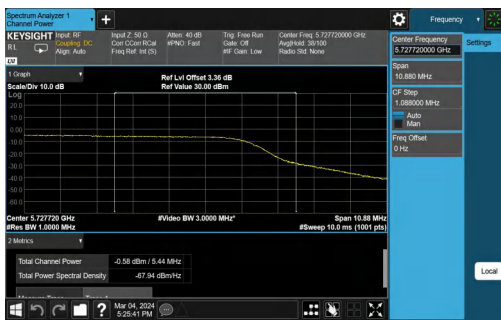 Spectrum Analyzer 1
Channel Power
Frequency
KEYSIGHT
Input: RF
Input Z: 50 Ω
Atten: 40 dB
Trig: Free Run
Center Freq: 5.727720000 GHz
RL
Coupling: DC
Corr CCorr RCal
#PNO: Fast
Gate: Off
Avg|Hold: 38/100
Align: Auto
Freq Ref: Int (S)
#IF Gain: Low
Radio Std: None
LXI
Center Frequency
5.727720000 GHz
Settings
Span
10.880 MHz
CF Step
1.088000 MHz
Auto
Man
Freq Offset
0 Hz
Local
1 Graph
Ref Lvl Offset 3.36 dB
Scale/Div 10.0 dB
Ref Value 30.00 dBm
Log
20.0
10.0
0.00
-10.0
-20.0
-30.0
-40.0
-50.0
-60.0
Center 5.727720 GHz
#Video BW 3.0000 MHz*
Span 10.88 MHz
#Res BW 1.0000 MHz
#Sweep 10.0 ms (1001 pts)
2 Metrics
Total Channel Power
-0.58 dBm / 5.44 MHz
Total Power Spectral Density
-67.94 dBm/Hz
?
Mar 04, 2024
5:25:41 PM